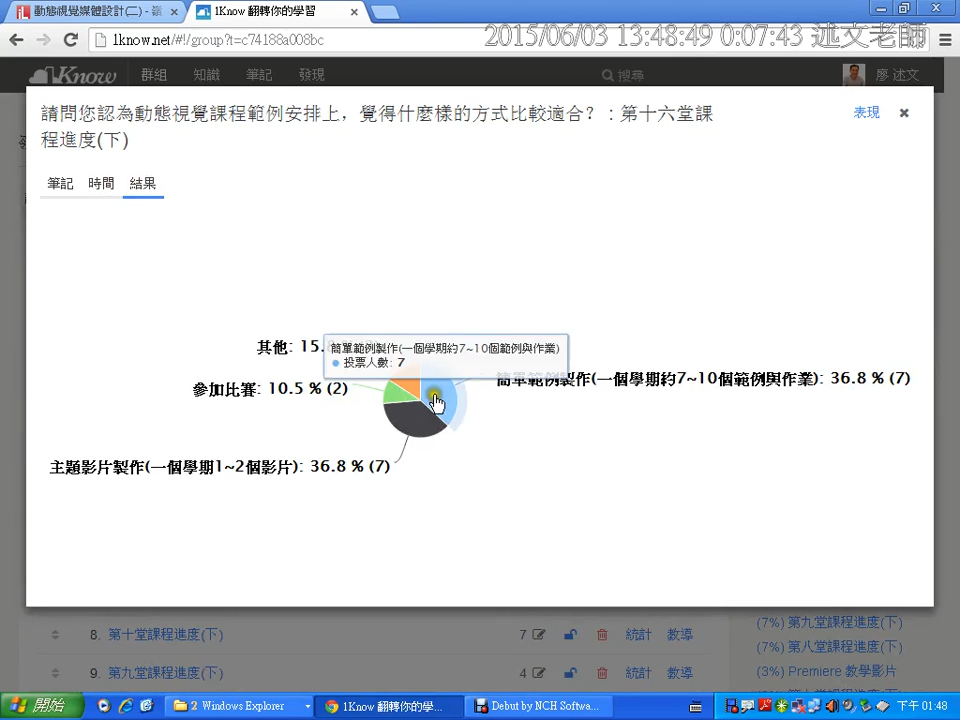 動態視覺媒體設計(二) - 
1Know 翻轉你的學習
1know.net/#!/group?t=c74188a008bc
2015/06/03 13:48:49 0:07:43 述文老師
1Know
群組 知識 筆記 發現
搜尋
廖 述文
請問您認為動態視覺課程範例安排上，覺得什麼樣的方式比較適合？ : 第十六堂課
程進度(下)
表現
筆記 時間 結果
其他: 15.
簡單範例製作(一個學期約7~10個範例與作業)
投票人數: 7
簡單範例製作(一個學期約7~10個範例與作業): 36.8 % (7)
參加比賽: 10.5 % (2)
主題影片製作(一個學期1~2個影片): 36.8 % (7)
8. 第十堂課程進度(下) 7 統計 教導
9. 第九堂課程進度(下) 4 統計 教導
(7%) 第九堂課程進度(下)
(7%) 第八堂課程進度(下)
(3%) Premiere 教學影片
開始
2 Windows Explorer
1Know 翻轉你的學...
Debut by NCH Softwa...
下午 01:48